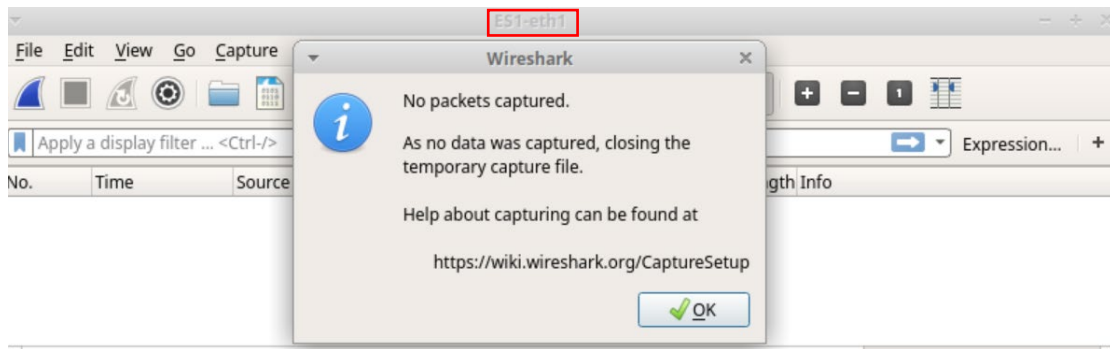 ES1-eth1
File Edit View Go Capture
Wireshark
No packets captured.
As no data was captured, closing the
temporary capture file.
Help about capturing can be found at
https://wiki.wireshark.org/CaptureSetup
OK
Apply a display filter ... <Ctrl-/>
Expression... +
No. Time Source gth Info